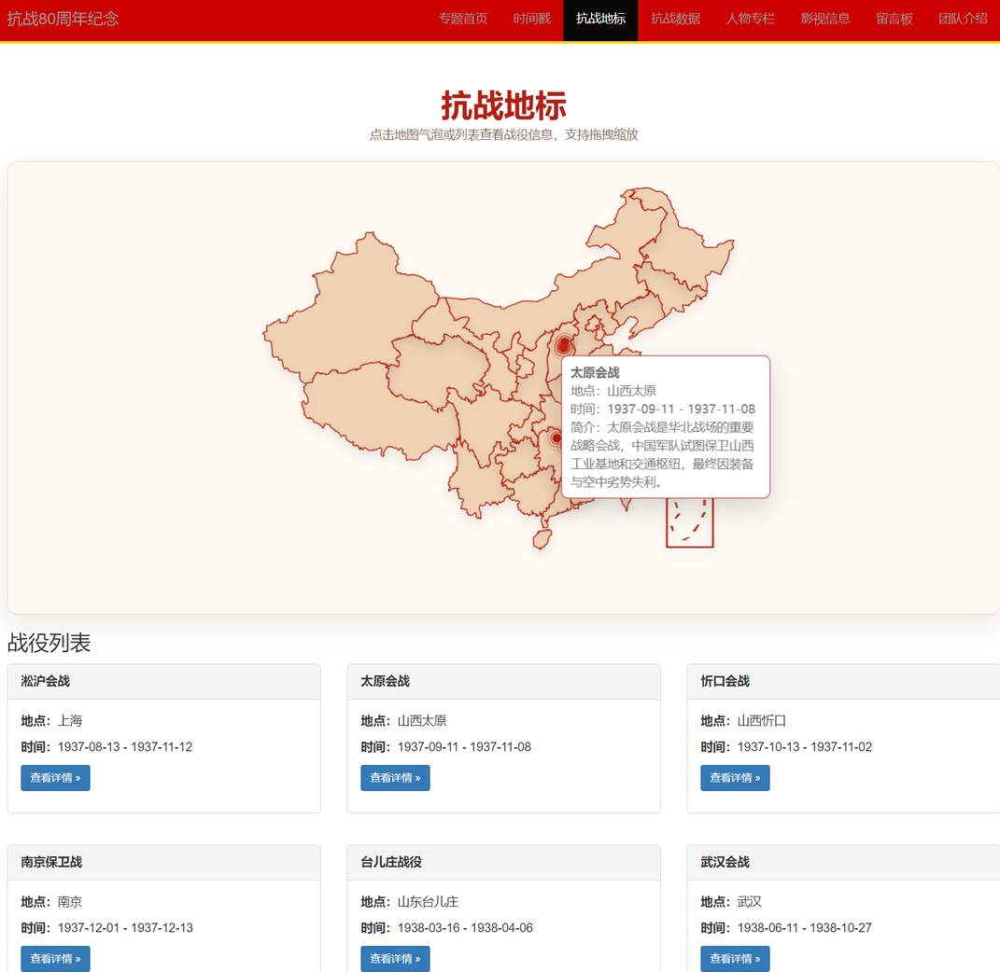 抗战80周年纪念
专题首页 时间戳 抗战地标 抗战数据 人物专栏 影视信息 留言板 团队介绍
抗战地标
点击地图气泡或列表查看战役信息，支持拖拽缩放
太原会战
地点：山西太原
时间：1937-09-11 - 1937-11-08
简介：太原会战是华北战场的重要
战略会战，中国军队试图保卫山西
工业基地和交通枢纽，最终因装备
与空中劣势失利。
战役列表
淞沪会战
地点：上海
时间：1937-08-13 - 1937-11-12
查看详情 »
太原会战
地点：山西太原
时间：1937-09-11 - 1937-11-08
查看详情 »
忻口会战
地点：山西忻口
时间：1937-10-13 - 1937-11-02
查看详情 »
南京保卫战
地点：南京
时间：1937-12-01 - 1937-12-13
查看详情 »
台儿庄战役
地点：山东台儿庄
时间：1938-03-16 - 1938-04-06
查看详情 »
武汉会战
地点：武汉
时间：1938-06-11 - 1938-10-27
查看详情 »